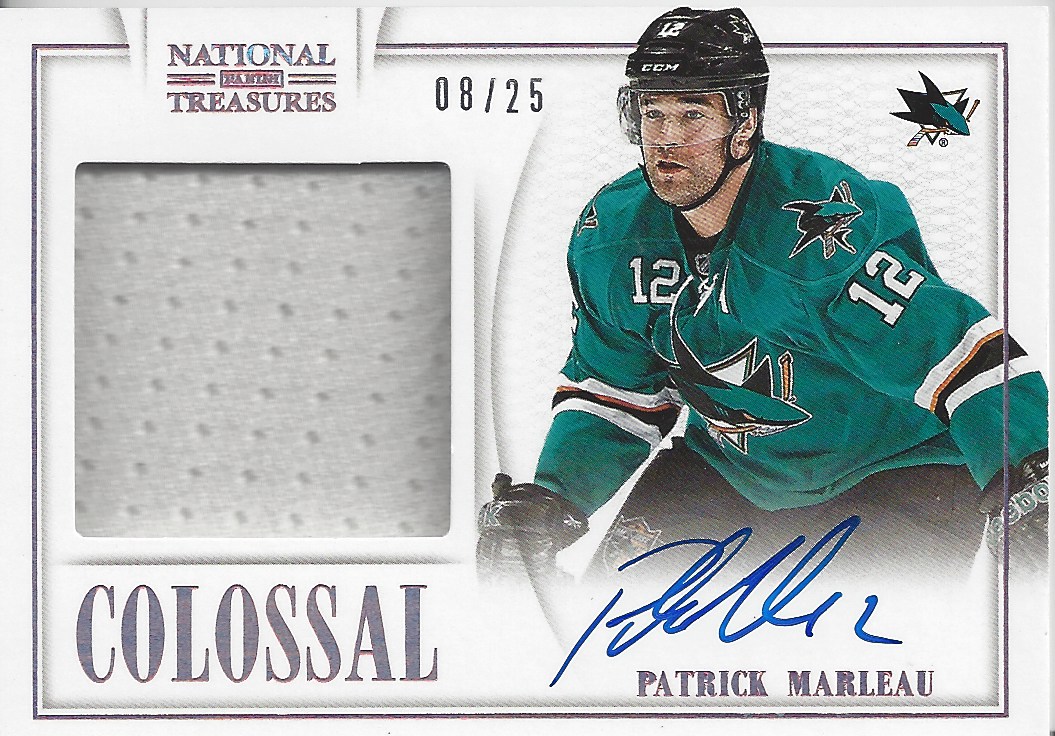 NATIONAL
PANINI
TREASURES
08/25
12
CCM
12
12
COLOSSAL
PATRICK MARLEAU
®